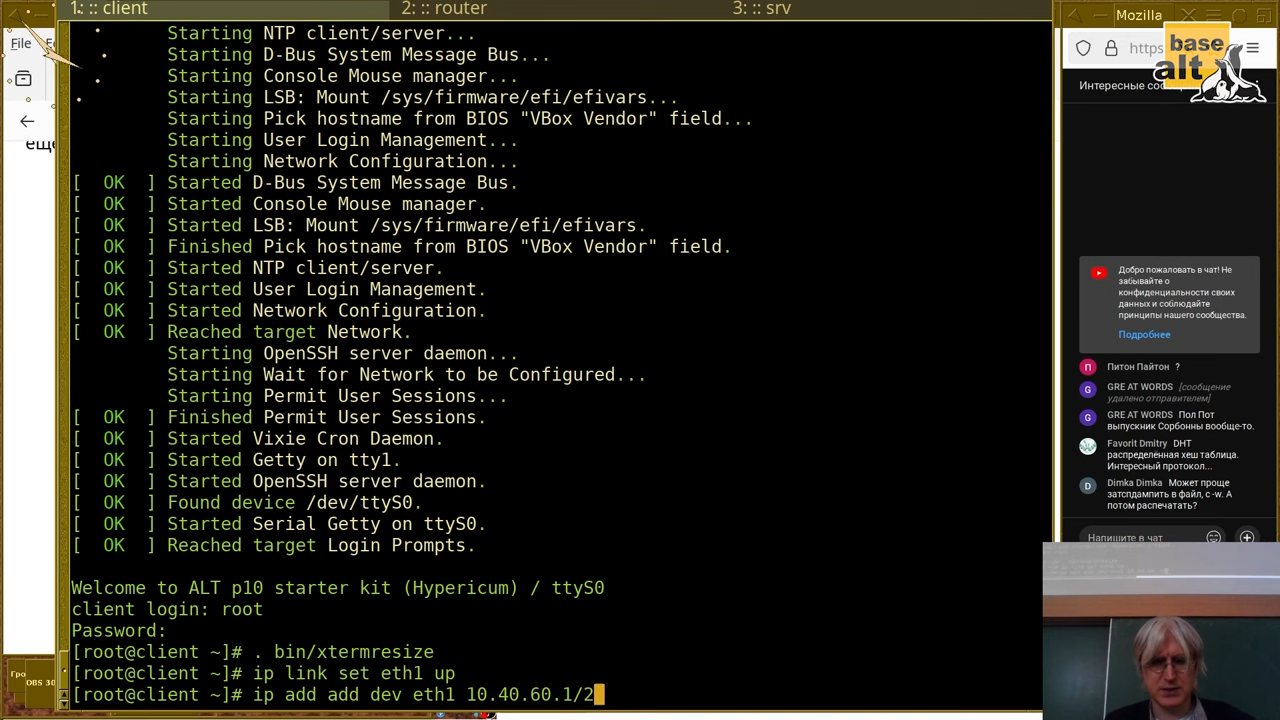 1: :: client
2: :: router
3: :: srv
Mozilla
File
https
base
alt
ещё
Интересные соо
Starting NTP client/server...
Starting D-Bus System Message Bus...
Starting Console Mouse manager...
Starting LSB: Mount /sys/firmware/efi/efivars...
Starting Pick hostname from BIOS "VBox Vendor" field...
Starting User Login Management...
Starting Network Configuration...
[  OK  ] Started D-Bus System Message Bus.
[  OK  ] Started Console Mouse manager.
[  OK  ] Started LSB: Mount /sys/firmware/efi/efivars.
[  OK  ] Finished Pick hostname from BIOS "VBox Vendor" field.
[  OK  ] Started NTP client/server.
[  OK  ] Started User Login Management.
[  OK  ] Started Network Configuration.
[  OK  ] Reached target Network.
Starting OpenSSH server daemon...
Starting Wait for Network to be Configured...
Starting Permit User Sessions...
[  OK  ] Finished Permit User Sessions.
[  OK  ] Started Vixie Cron Daemon.
[  OK  ] Started Getty on tty1.
[  OK  ] Started OpenSSH server daemon.
[  OK  ] Found device /dev/ttyS0.
[  OK  ] Started Serial Getty on ttyS0.
[  OK  ] Reached target Login Prompts.
Welcome to ALT p10 starter kit (Hypericum) / ttyS0
client login: root
Password:
[root@client ~]# . bin/xtermresize
[root@client ~]# ip link set eth1 up
[root@client ~]# ip add add dev eth1 10.40.60.1/2
Добро пожаловать в чат! Не
забывайте о
конфиденциальности своих
данных и соблюдайте
принципы нашего сообщества.
Подробнее
П Питон Пайтон ?
G GRE AT WORDS [сообщение
удалено отправителем]
G GRE AT WORDS Пол Пот
выпускник Сорбонны вообще-то.
Favorit Dmitry DHT
распределённая хеш таблица.
Интересный протокол...
D Dimka Dimka Может проще
затспдампить в файл, с -w. А
потом распечатать?
Напишите в чат
Гро
OBS 30